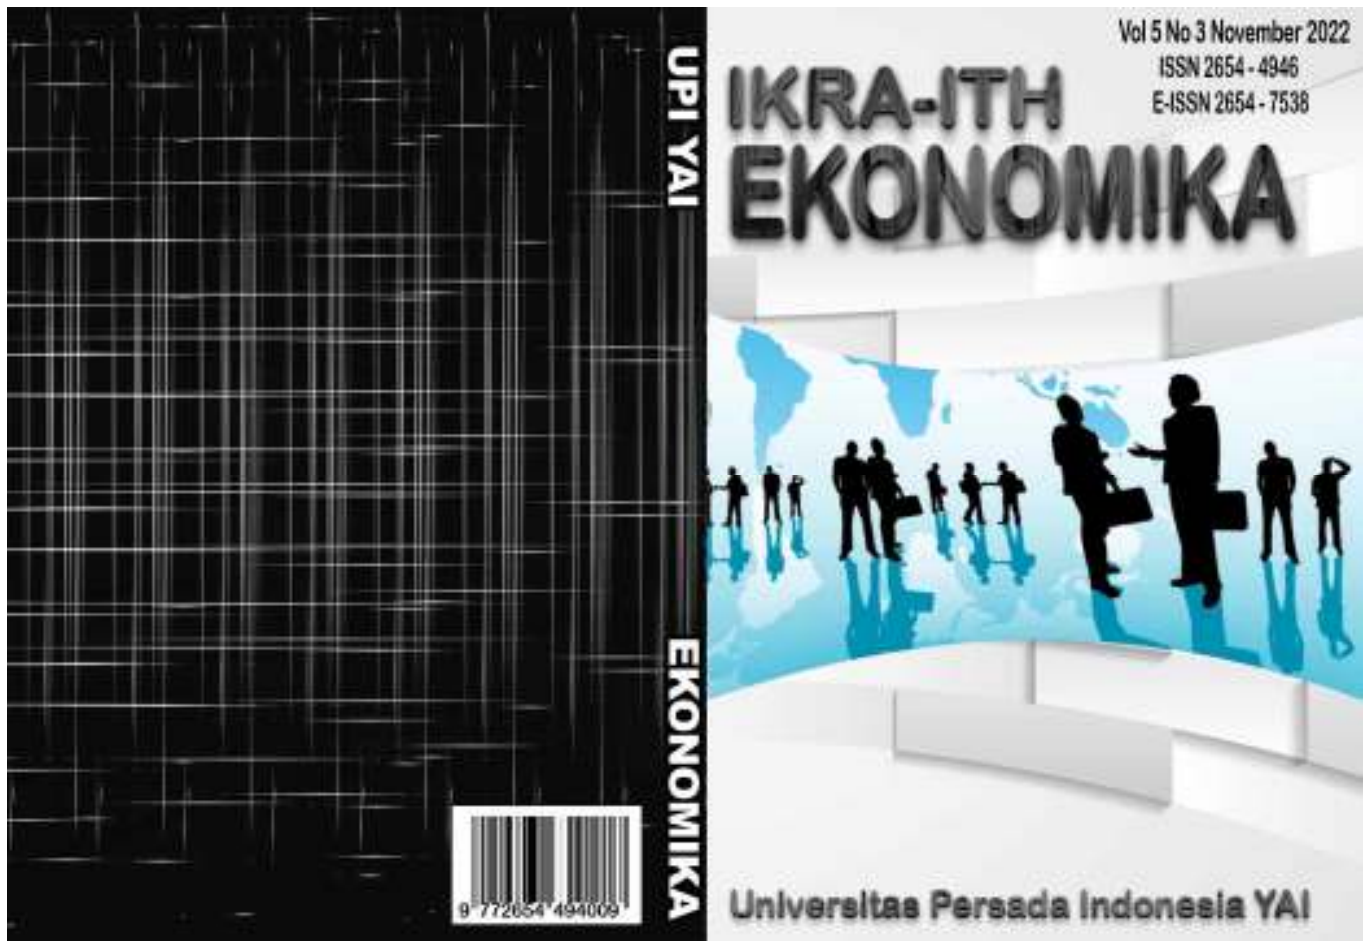 UPI YAI
EKONOMIKA
9 772654 494009
Vol 5 No 3 November 2022
ISSN 2654 - 4946
E-ISSN 2654 - 7538
IKRA-ITH
EKONOMIKA
Universitas Persada Indonesia YAI